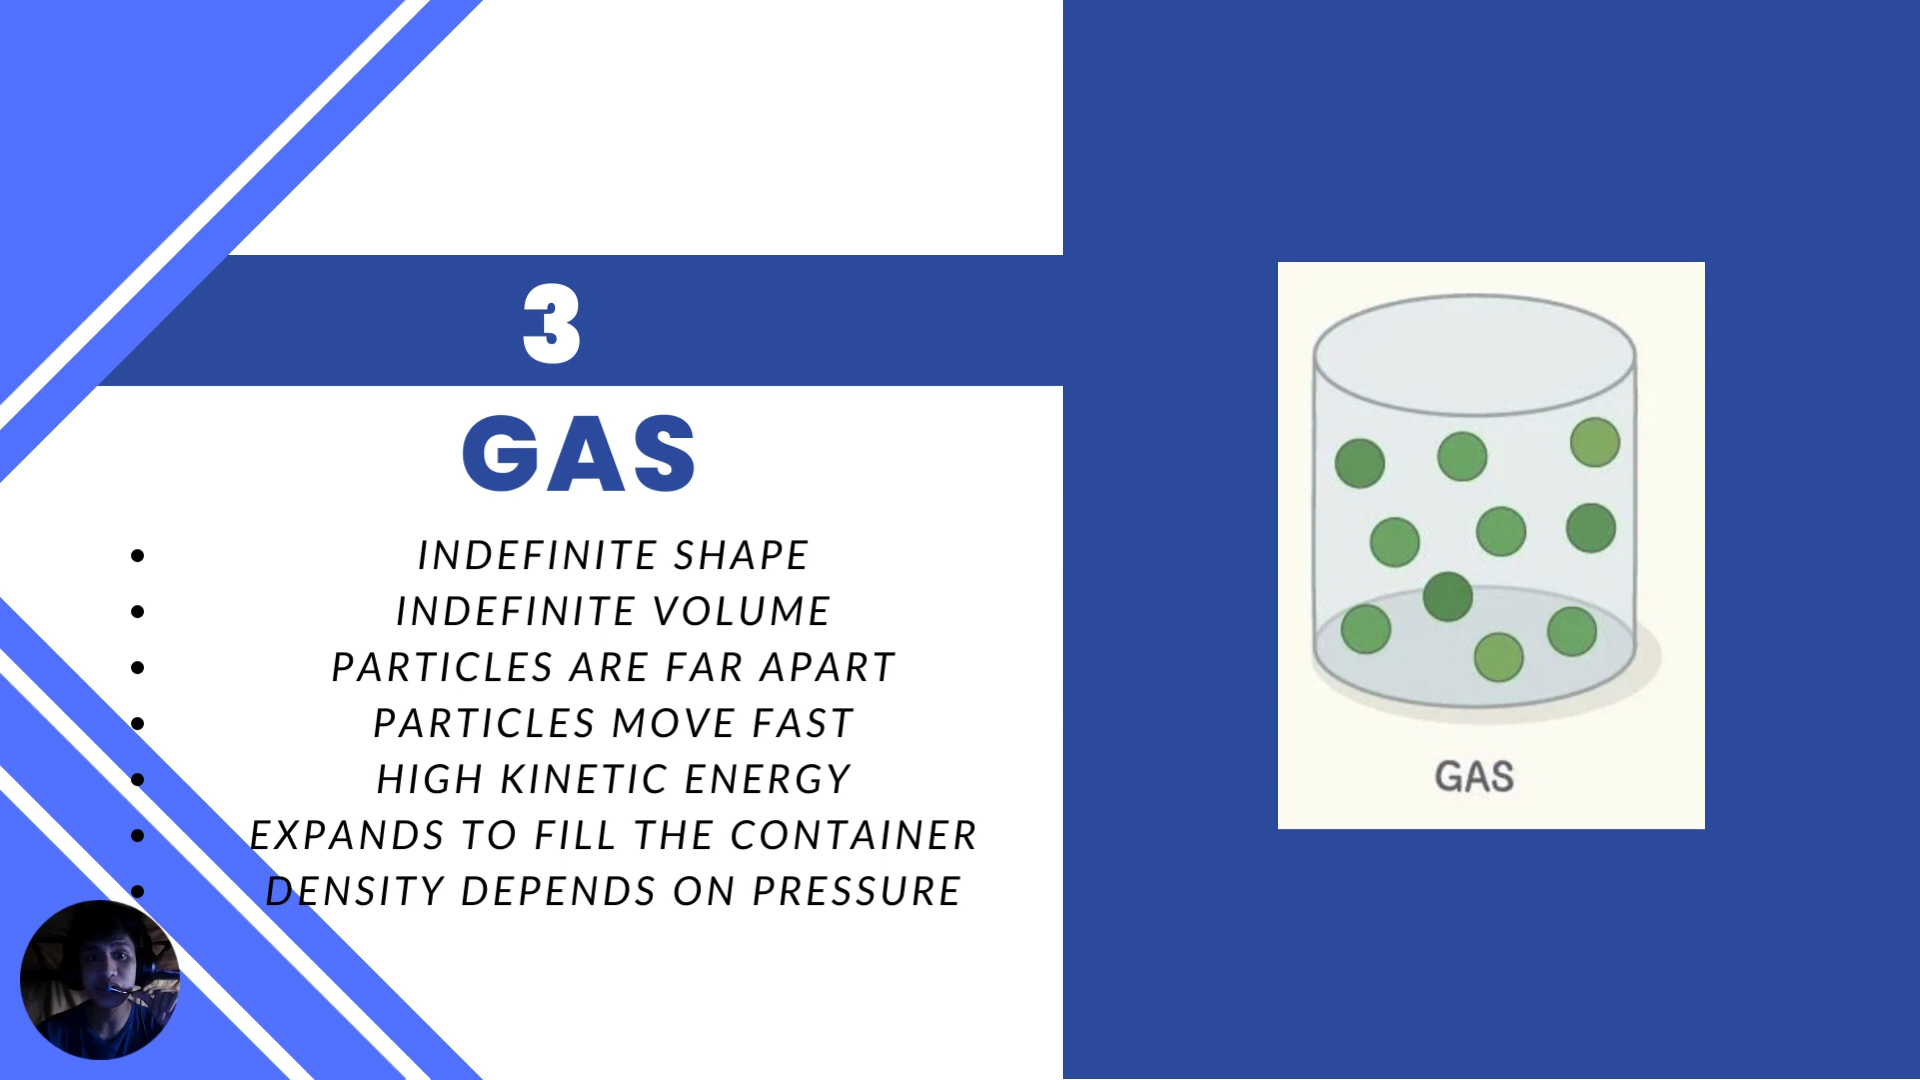 3
GAS
INDEFINITE SHAPE
INDEFINITE VOLUME
PARTICLES ARE FAR APART
PARTICLES MOVE FAST
HIGH KINETIC ENERGY
EXPANDS TO FILL THE CONTAINER
DENSITY DEPENDS ON PRESSURE
GAS